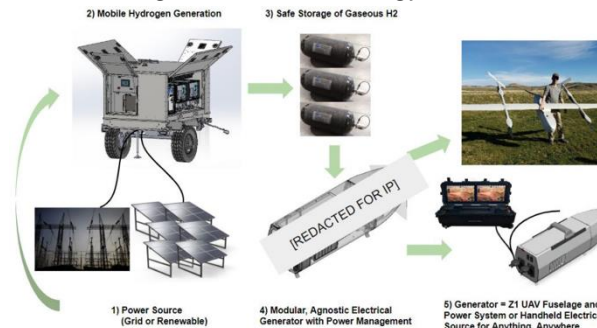 2) Mobile Hydrogen Generation
3) Safe Storage of Gaseous H2
[REDACTED FOR IP]
1) Power Source
(Grid or Renewable)
4) Modular, Agnostic Electrical
Generator with Power Management
5) Generator = Z1 UAV Fuselage and
Power System or Handheld Electric
Source for Anything, Anywhere